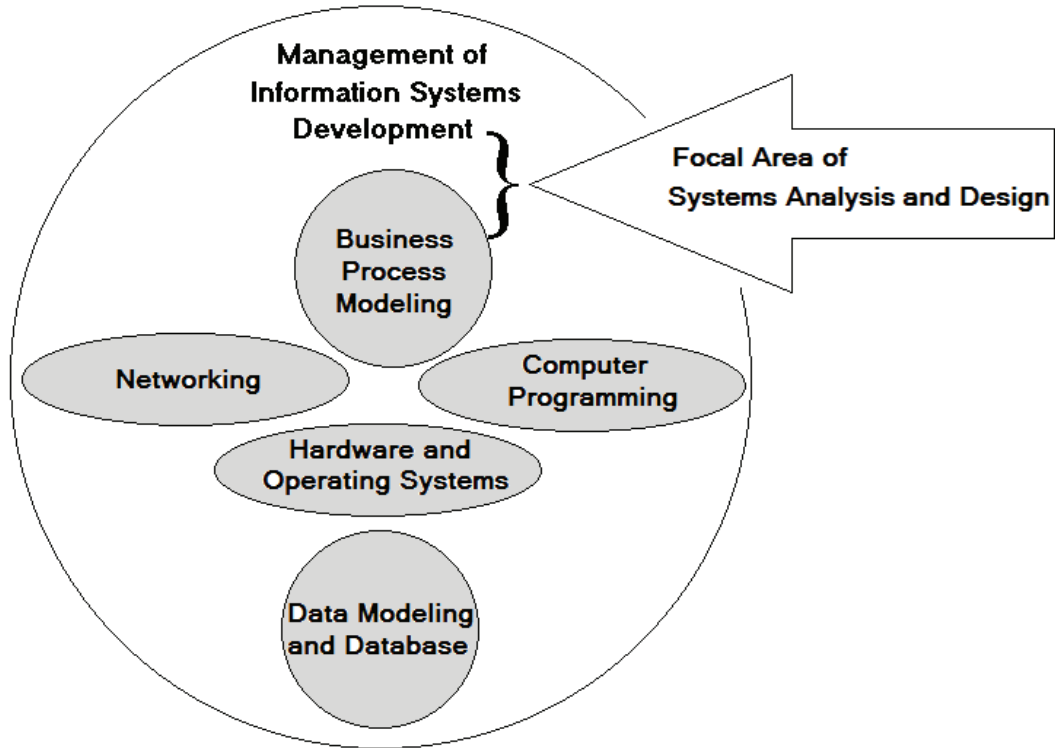 Management of
Information Systems
Development
Focal Area of
Systems Analysis and Design
Business
Process
Modeling
Networking
Computer
Programming
Hardware and
Operating Systems
Data Modeling
and Database